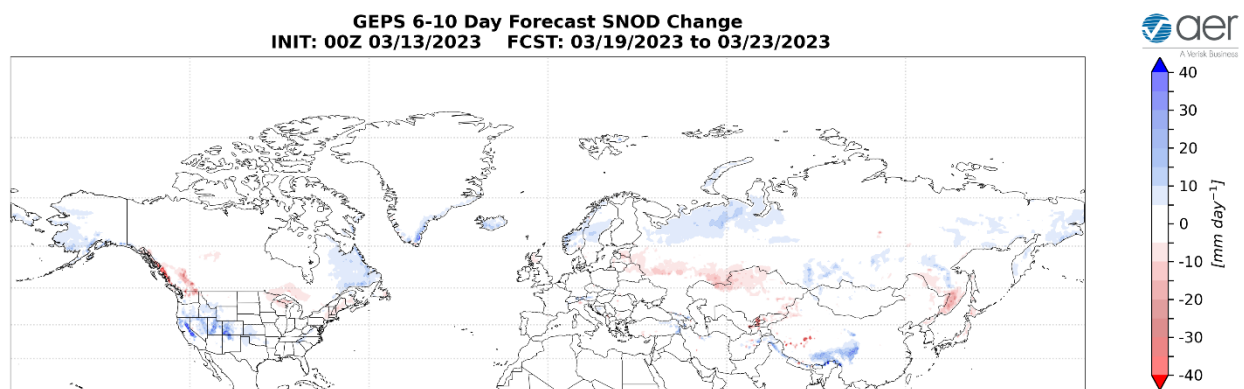 GEPS 6-10 Day Forecast SNOD Change
INIT: 00Z 03/13/2023 FCST: 03/19/2023 to 03/23/2023
aer
A Verisk Business
40
30
20
10
0
-10
-20
-30
-40
[mm day⁻¹]